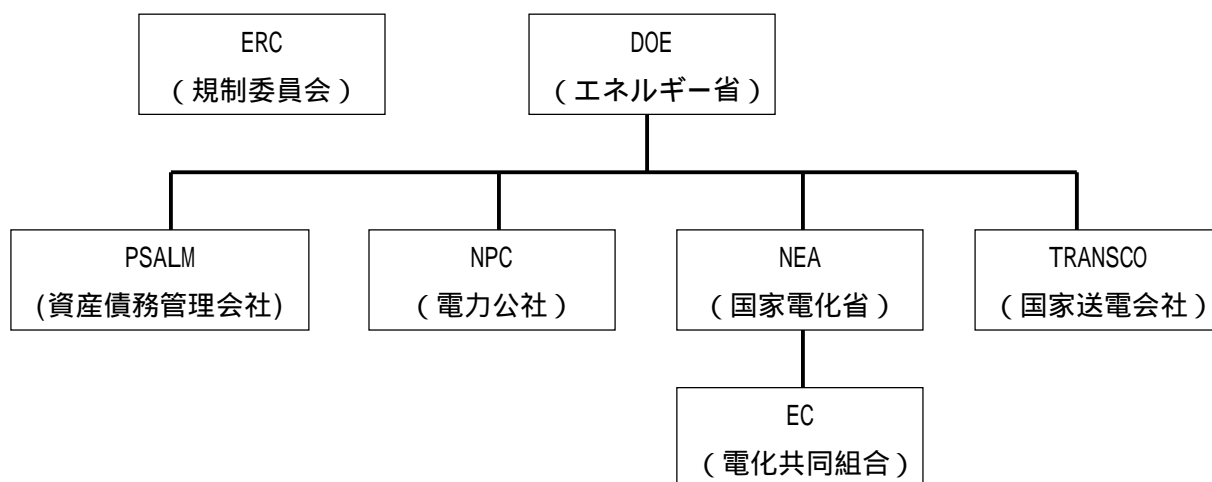 ERC
（規制委員会）
DOE
（エネルギー省）
PSALM
(資産債務管理会社)
NPC
（電力公社）
NEA
（国家電化省）
TRANSCO
（国家送電会社）
EC
（電化共同組合）